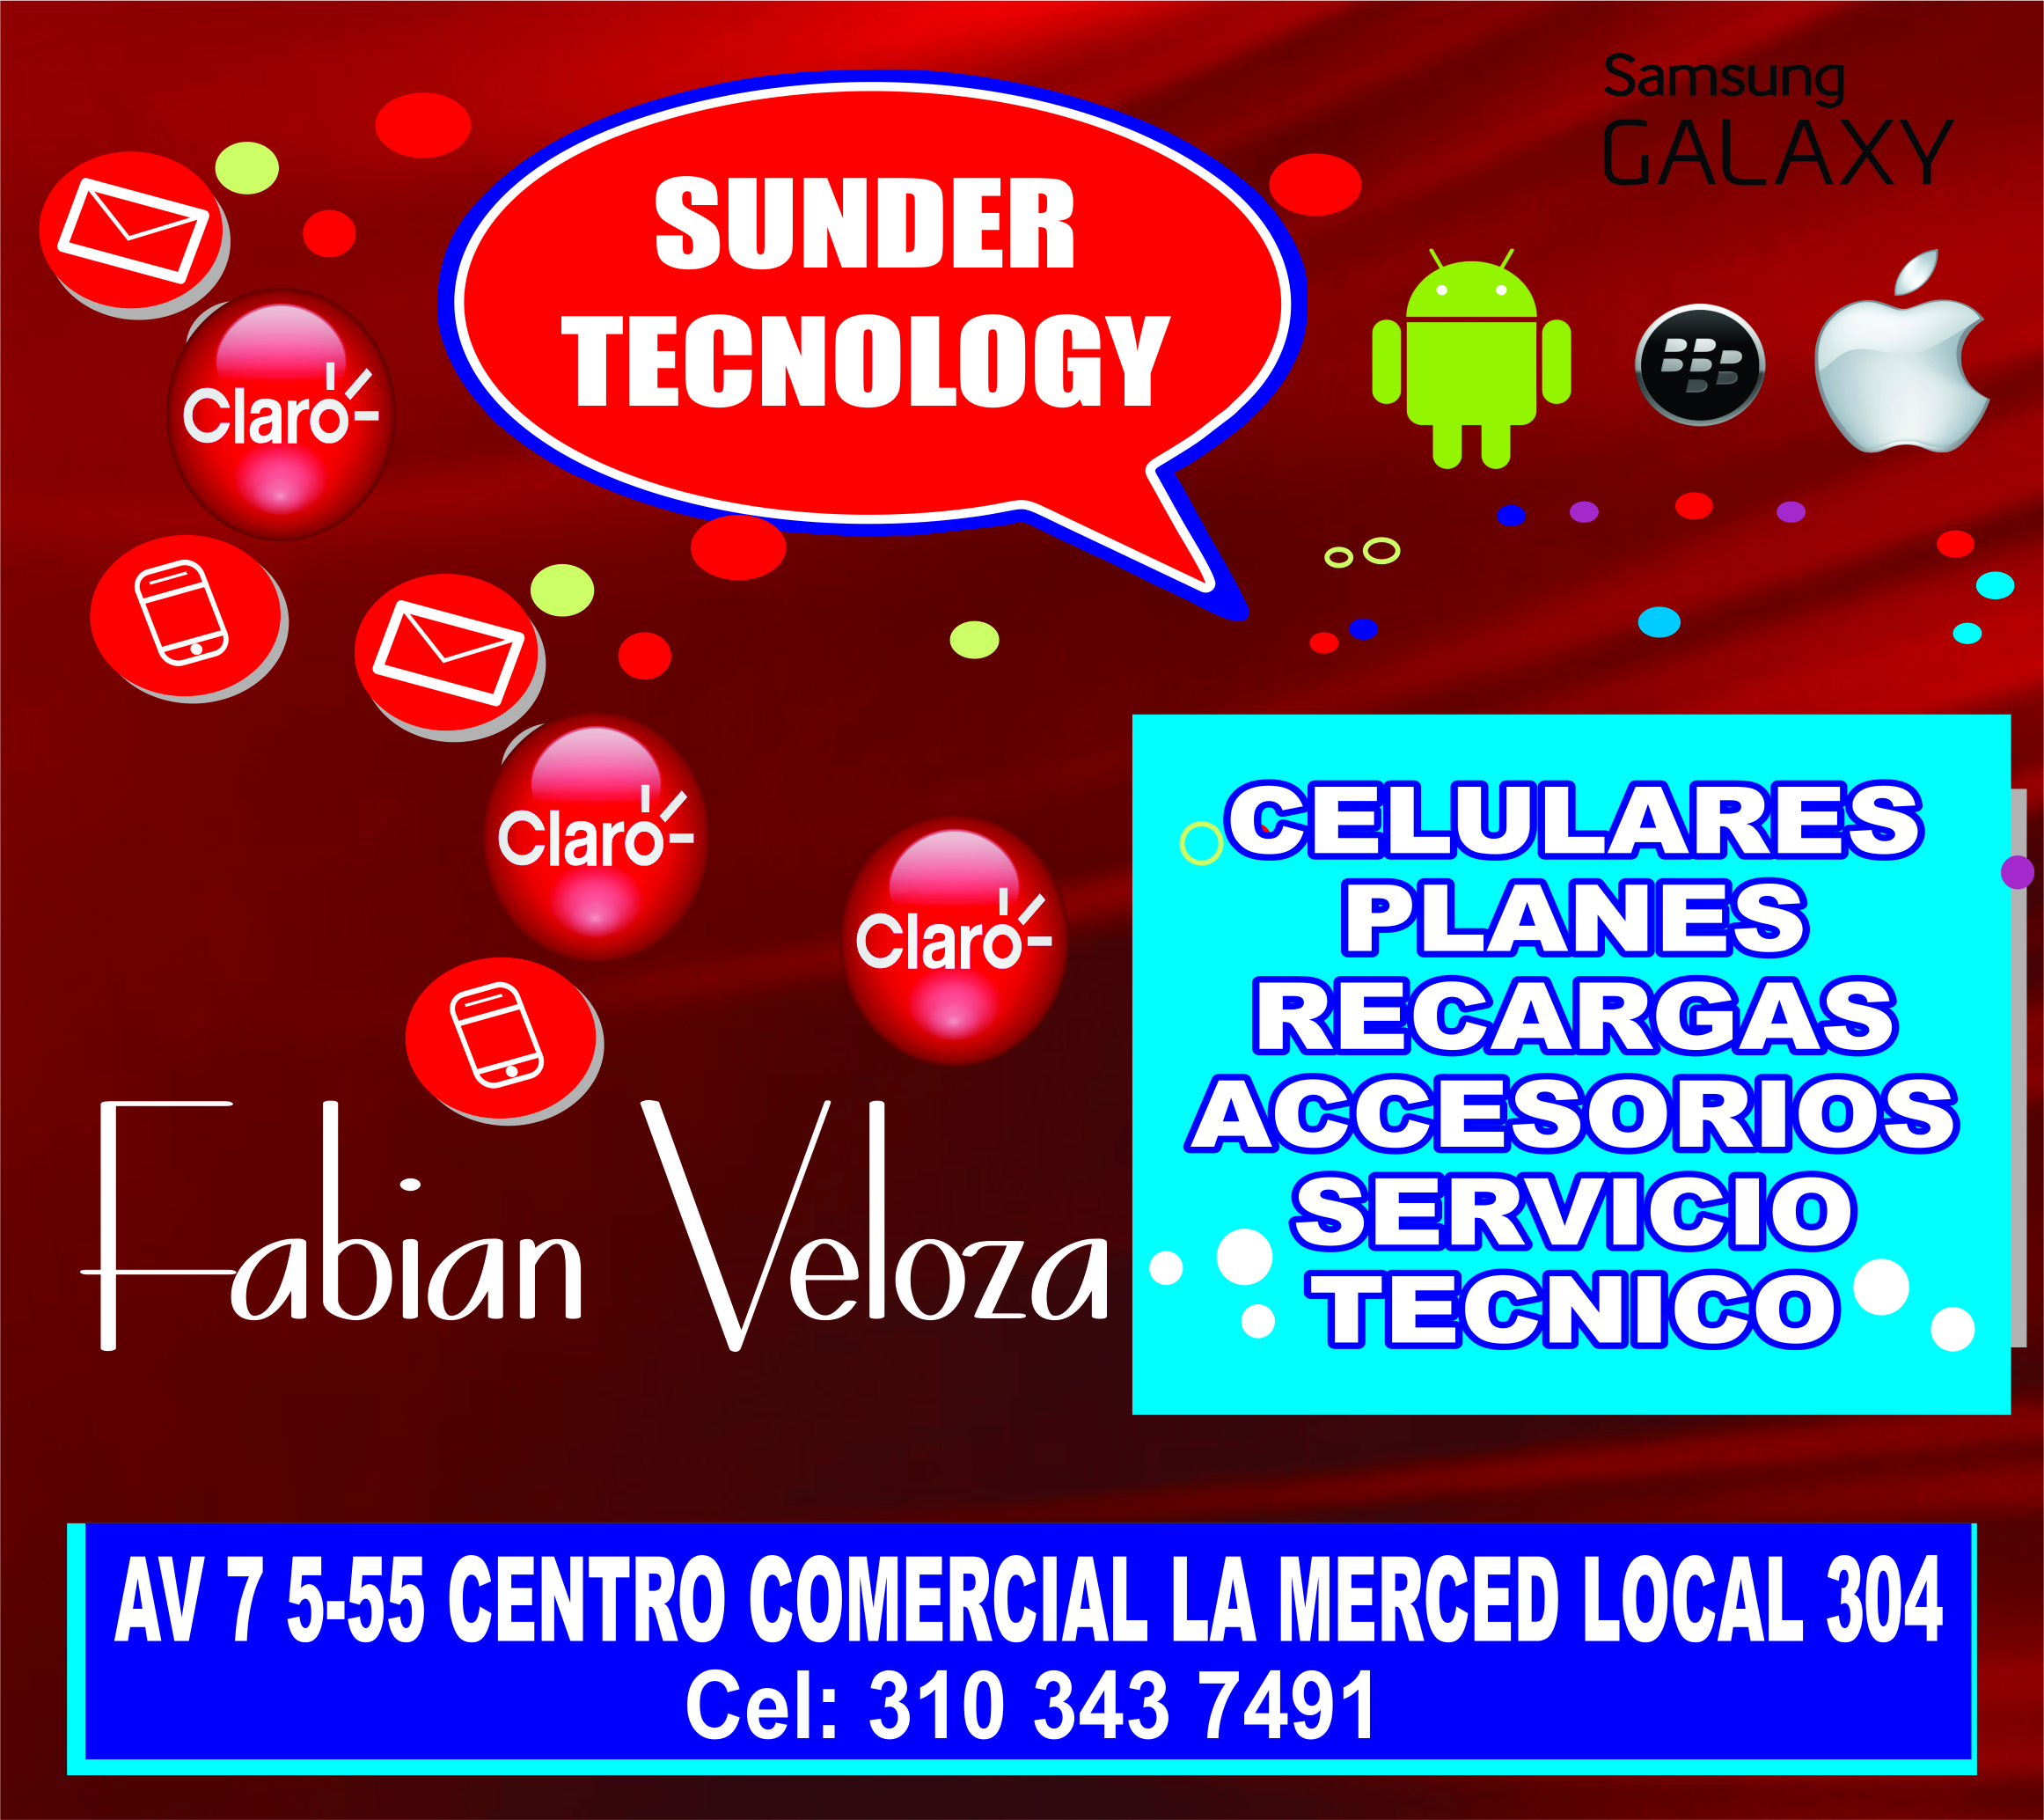 Samsung
GALAXY
SUNDER
TECNOLOGY
Claro
Claro
Claro
CELULARES
PLANES
RECARGAS
ACCESORIOS
SERVICIO
TECNICO
Fabian Veloza
AV 7 5-55 CENTRO COMERCIAL LA MERCED LOCAL 304
Cel: 310 343 7491